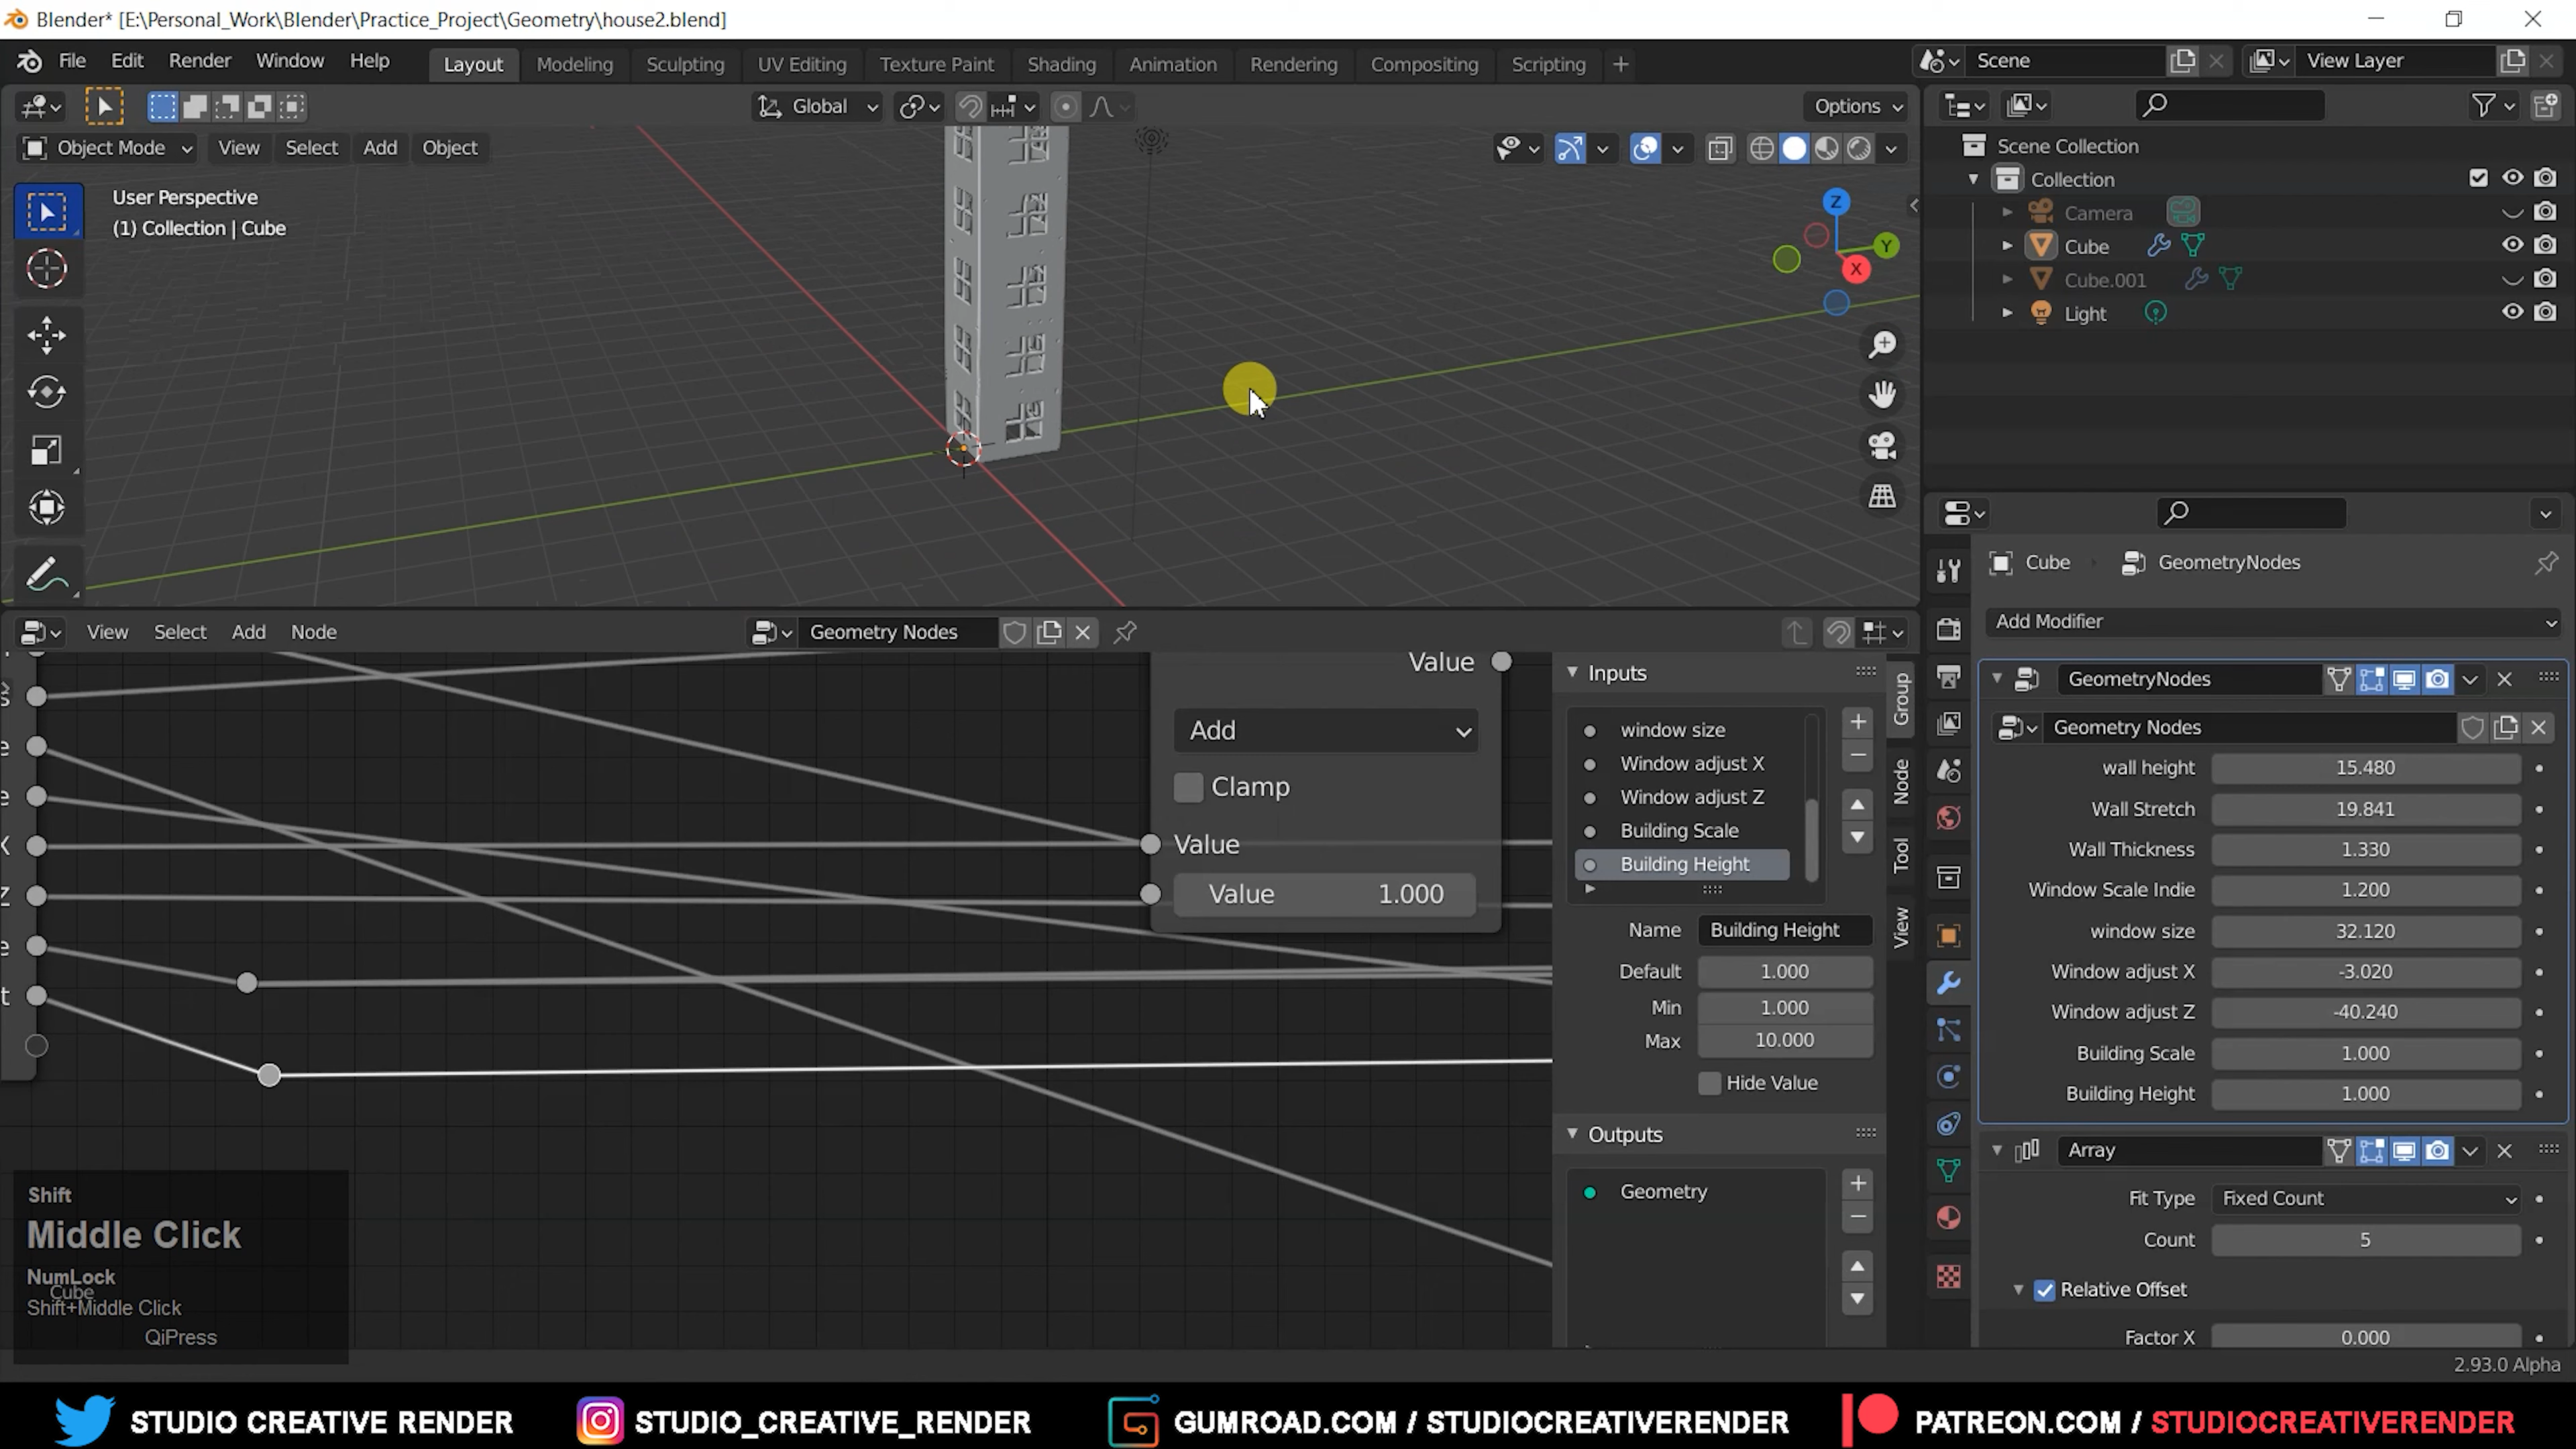 Blender* [E:\Personal_Work\Blender\Practice_Project\Geometry\house2.blend]
File Edit Render Window Help Layout Modeling Sculpting UV Editing Texture Paint Shading Animation Rendering Compositing Scripting + Scene View Layer
Global Options
Object Mode View Select Add Object
User Perspective
(1) Collection | Cube
Z
Y
X
Scene Collection
Collection
Camera
Cube
Cube.001
Light
Cube GeometryNodes
Add Modifier
GeometryNodes
Geometry Nodes
wall height 15.480
Wall Stretch 19.841
Wall Thickness 1.330
Window Scale Indie 1.200
window size 32.120
Window adjust X -3.020
Window adjust Z -40.240
Building Scale 1.000
Building Height 1.000
Array
Fit Type Fixed Count
Count 5
Relative Offset
Factor X 0.000
2.93.0 Alpha
View Select Add Node Geometry Nodes
s
e
e
X
Z
e
t
Value
Add
Clamp
Value
Value 1.000
Inputs
window size
Window adjust X
Window adjust Z
Building Scale
Building Height
Name Building Height
Default 1.000
Min 1.000
Max 10.000
Hide Value
Outputs
Geometry
Group
Node
Tool
View
Shift
Middle Click
NumLock
Cube
Shift+Middle Click
QiPress
STUDIO CREATIVE RENDER STUDIO_CREATIVE_RENDER GUMROAD.COM / STUDIOCREATIVERENDER PATREON.COM / STUDIOCREATIVERENDER